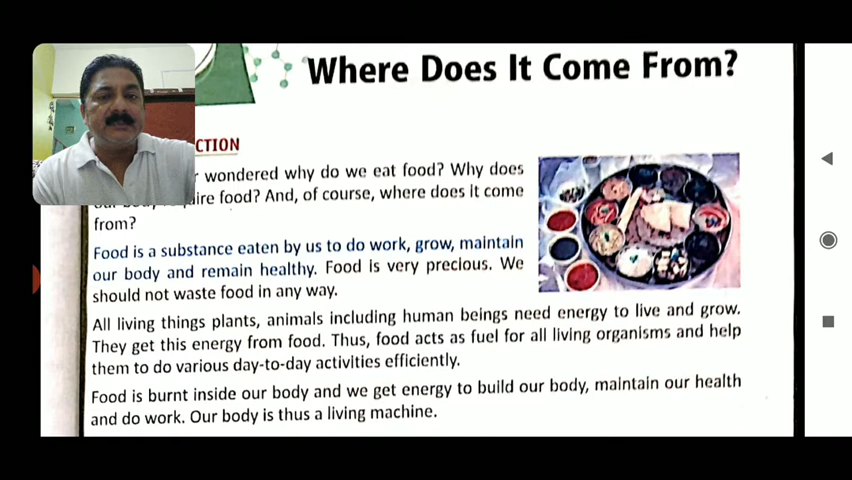 Where Does It Come From?
CTION
wondered why do we eat food? Why does
food? And, of course, where does it come
from?
Food is a substance eaten by us to do work, grow, maintain
our body and remain healthy. Food is very precious. We
should not waste food in any way.
All living things plants, animals including human beings need energy to live and grow.
They get this energy from food. Thus, food acts as fuel for all living organisms and help
them to do various day-to-day activities efficiently.
Food is burnt inside our body and we get energy to build our body, maintain our health
and do work. Our body is thus a living machine.